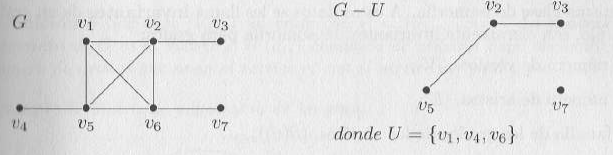 G
v₁ v₂ v₃
v₄ v₅ v₆ v₇
G − U
v₂ v₃
v₅ v₇
donde U = {v₁, v₄, v₆}